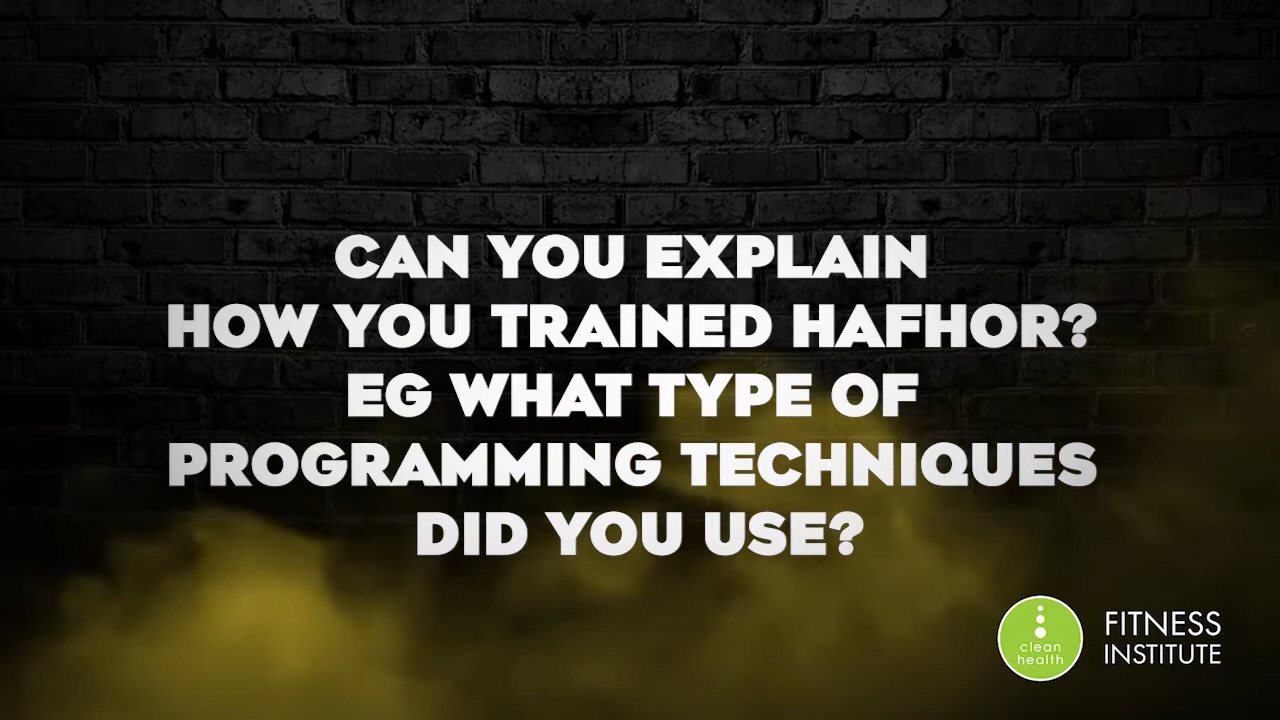 CAN YOU EXPLAIN
HOW YOU TRAINED HAFHOR?
EG WHAT TYPE OF
PROGRAMMING TECHNIQUES
DID YOU USE?
clean
health
FITNESS
INSTITUTE